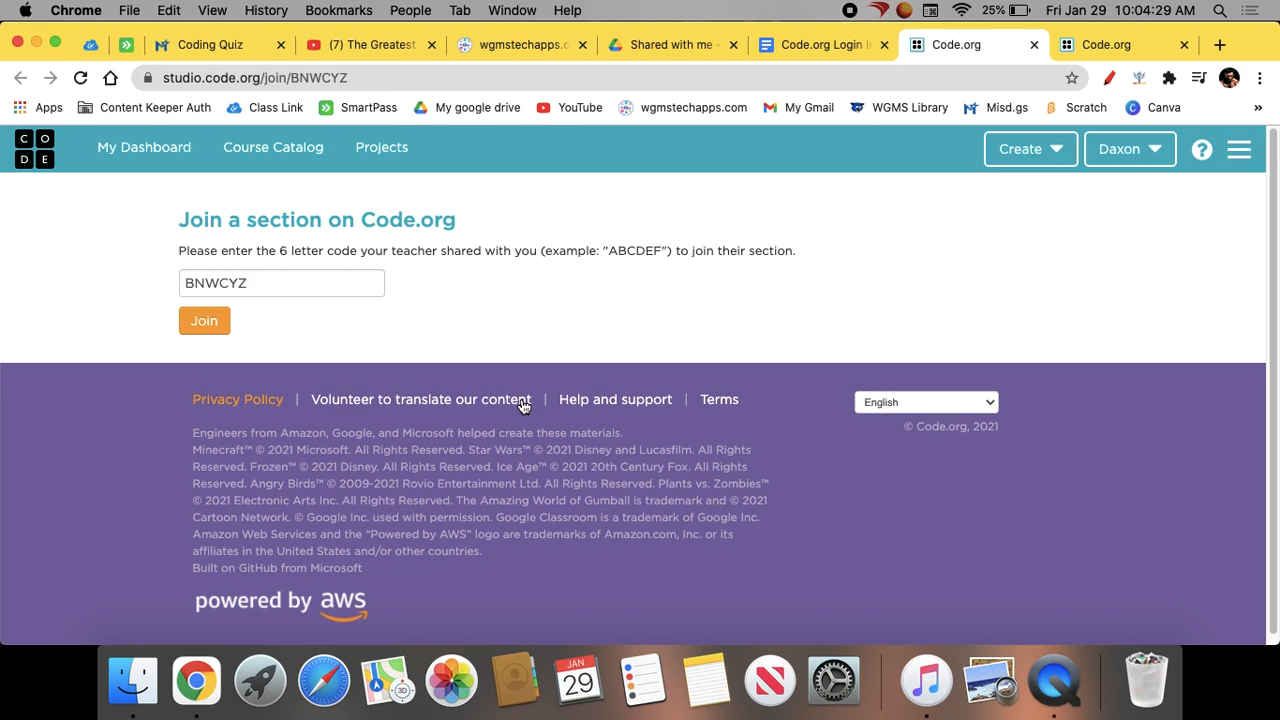 Chrome File Edit View History Bookmarks People Tab Window Help 25% Fri Jan 29 10:04:29 AM
Coding Quiz (7) The Greatest wgmstechapps.c Shared with me - Code.org Login I Code.org Code.org
studio.code.org/join/BNWCYZ
Apps Content Keeper Auth Class Link SmartPass My google drive YouTube wgmstechapps.com My Gmail WGMS Library Misd.gs Scratch Canva »
C O D E My Dashboard Course Catalog Projects Create Daxon ?
Join a section on Code.org
Please enter the 6 letter code your teacher shared with you (example: "ABCDEF") to join their section.
BNWCYZ
Join
Privacy Policy | Volunteer to translate our content | Help and support | Terms
English
© Code.org, 2021
Engineers from Amazon, Google, and Microsoft helped create these materials.
Minecraft™ © 2021 Microsoft. All Rights Reserved. Star Wars™ © 2021 Disney and Lucasfilm. All Rights
Reserved. Frozen™ © 2021 Disney. All Rights Reserved. Ice Age™ © 2021 20th Century Fox. All Rights
Reserved. Angry Birds™ © 2009-2021 Rovio Entertainment Ltd. All Rights Reserved. Plants vs. Zombies™
© 2021 Electronic Arts Inc. All Rights Reserved. The Amazing World of Gumball is trademark and © 2021
Cartoon Network. © Google Inc. used with permission. Google Classroom is a trademark of Google Inc.
Amazon Web Services and the “Powered by AWS” logo are trademarks of Amazon.com, Inc. or its
affiliates in the United States and/or other countries.
Built on GitHub from Microsoft
powered by aws
3D JAN 29